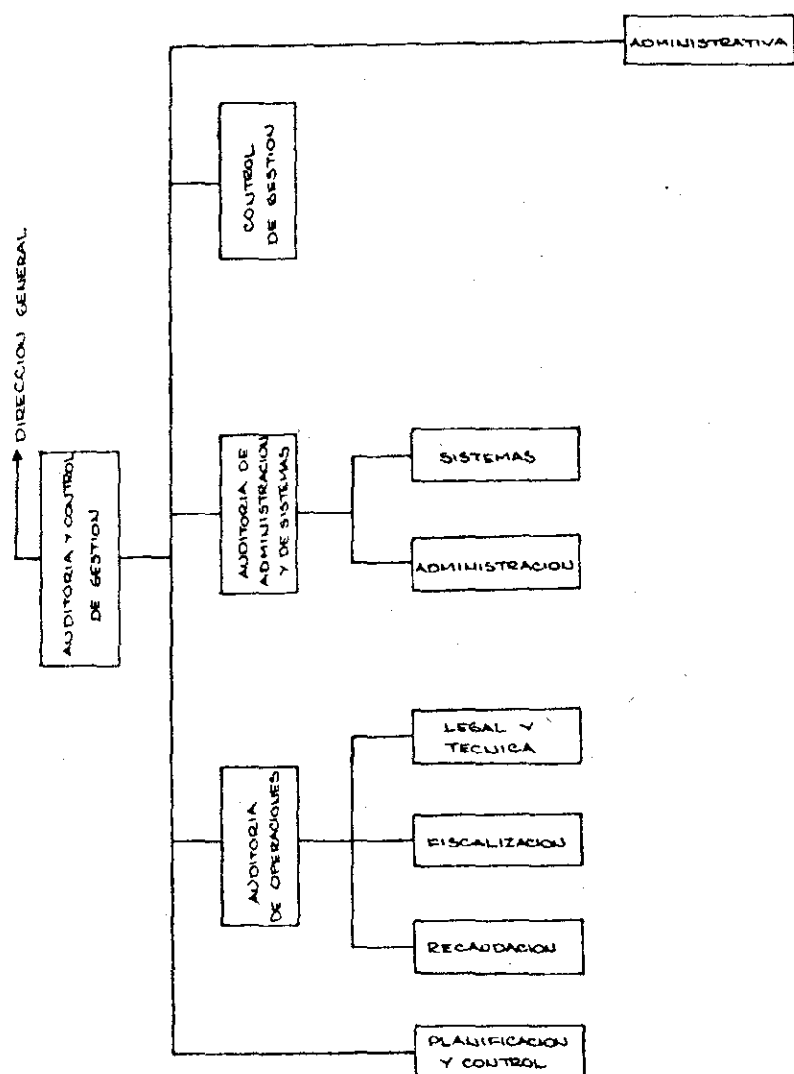 DIRECCION GENERAL
AUDITORIA Y CONTROL
DE GESTION
ADMINISTRATIVA
CONTROL
DE GESTION
AUDITORIA DE
ADMINISTRACION
Y DE SISTEMAS
SISTEMAS
ADMINISTRACION
AUDITORIA
DE OPERACIONES
LEGAL Y
TECNICA
FISCALIZACION
RECAUDACION
PLANIFICACION
Y CONTROL